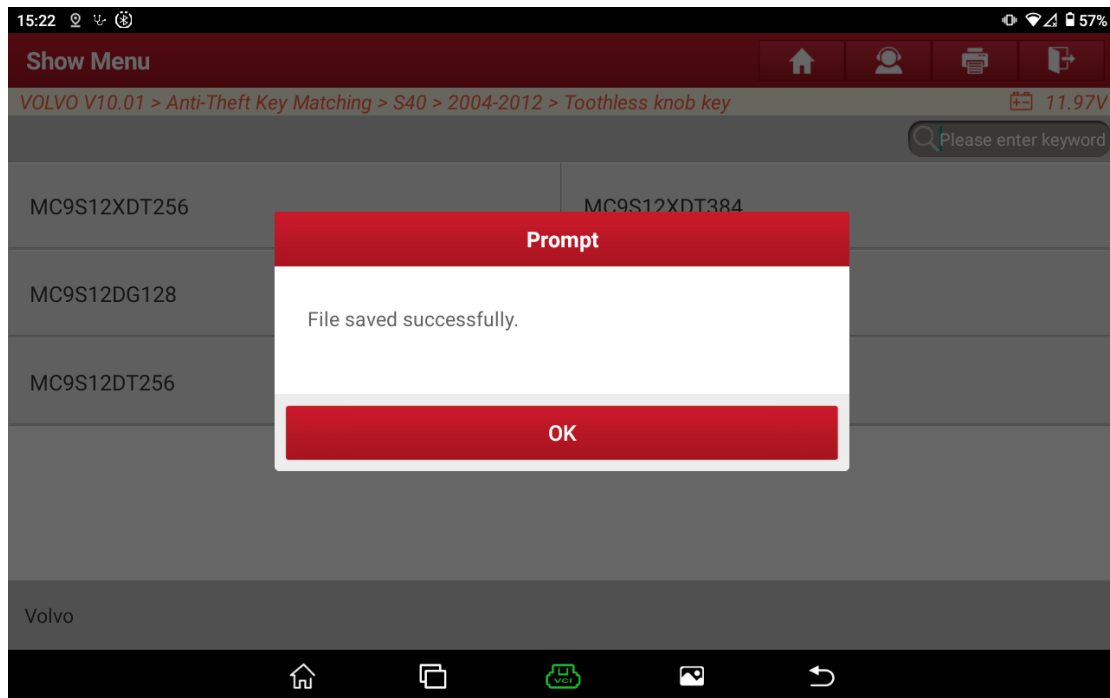 15:22 57%
Show Menu
VOLVO V10.01 > Anti-Theft Key Matching > S40 > 2004-2012 > Toothless knob key 11.97V
Please enter keyword
MC9S12XDT256 MC9S12XDT384
Prompt
MC9S12DG128
File saved successfully.
MC9S12DT256
OK
Volvo
VCI